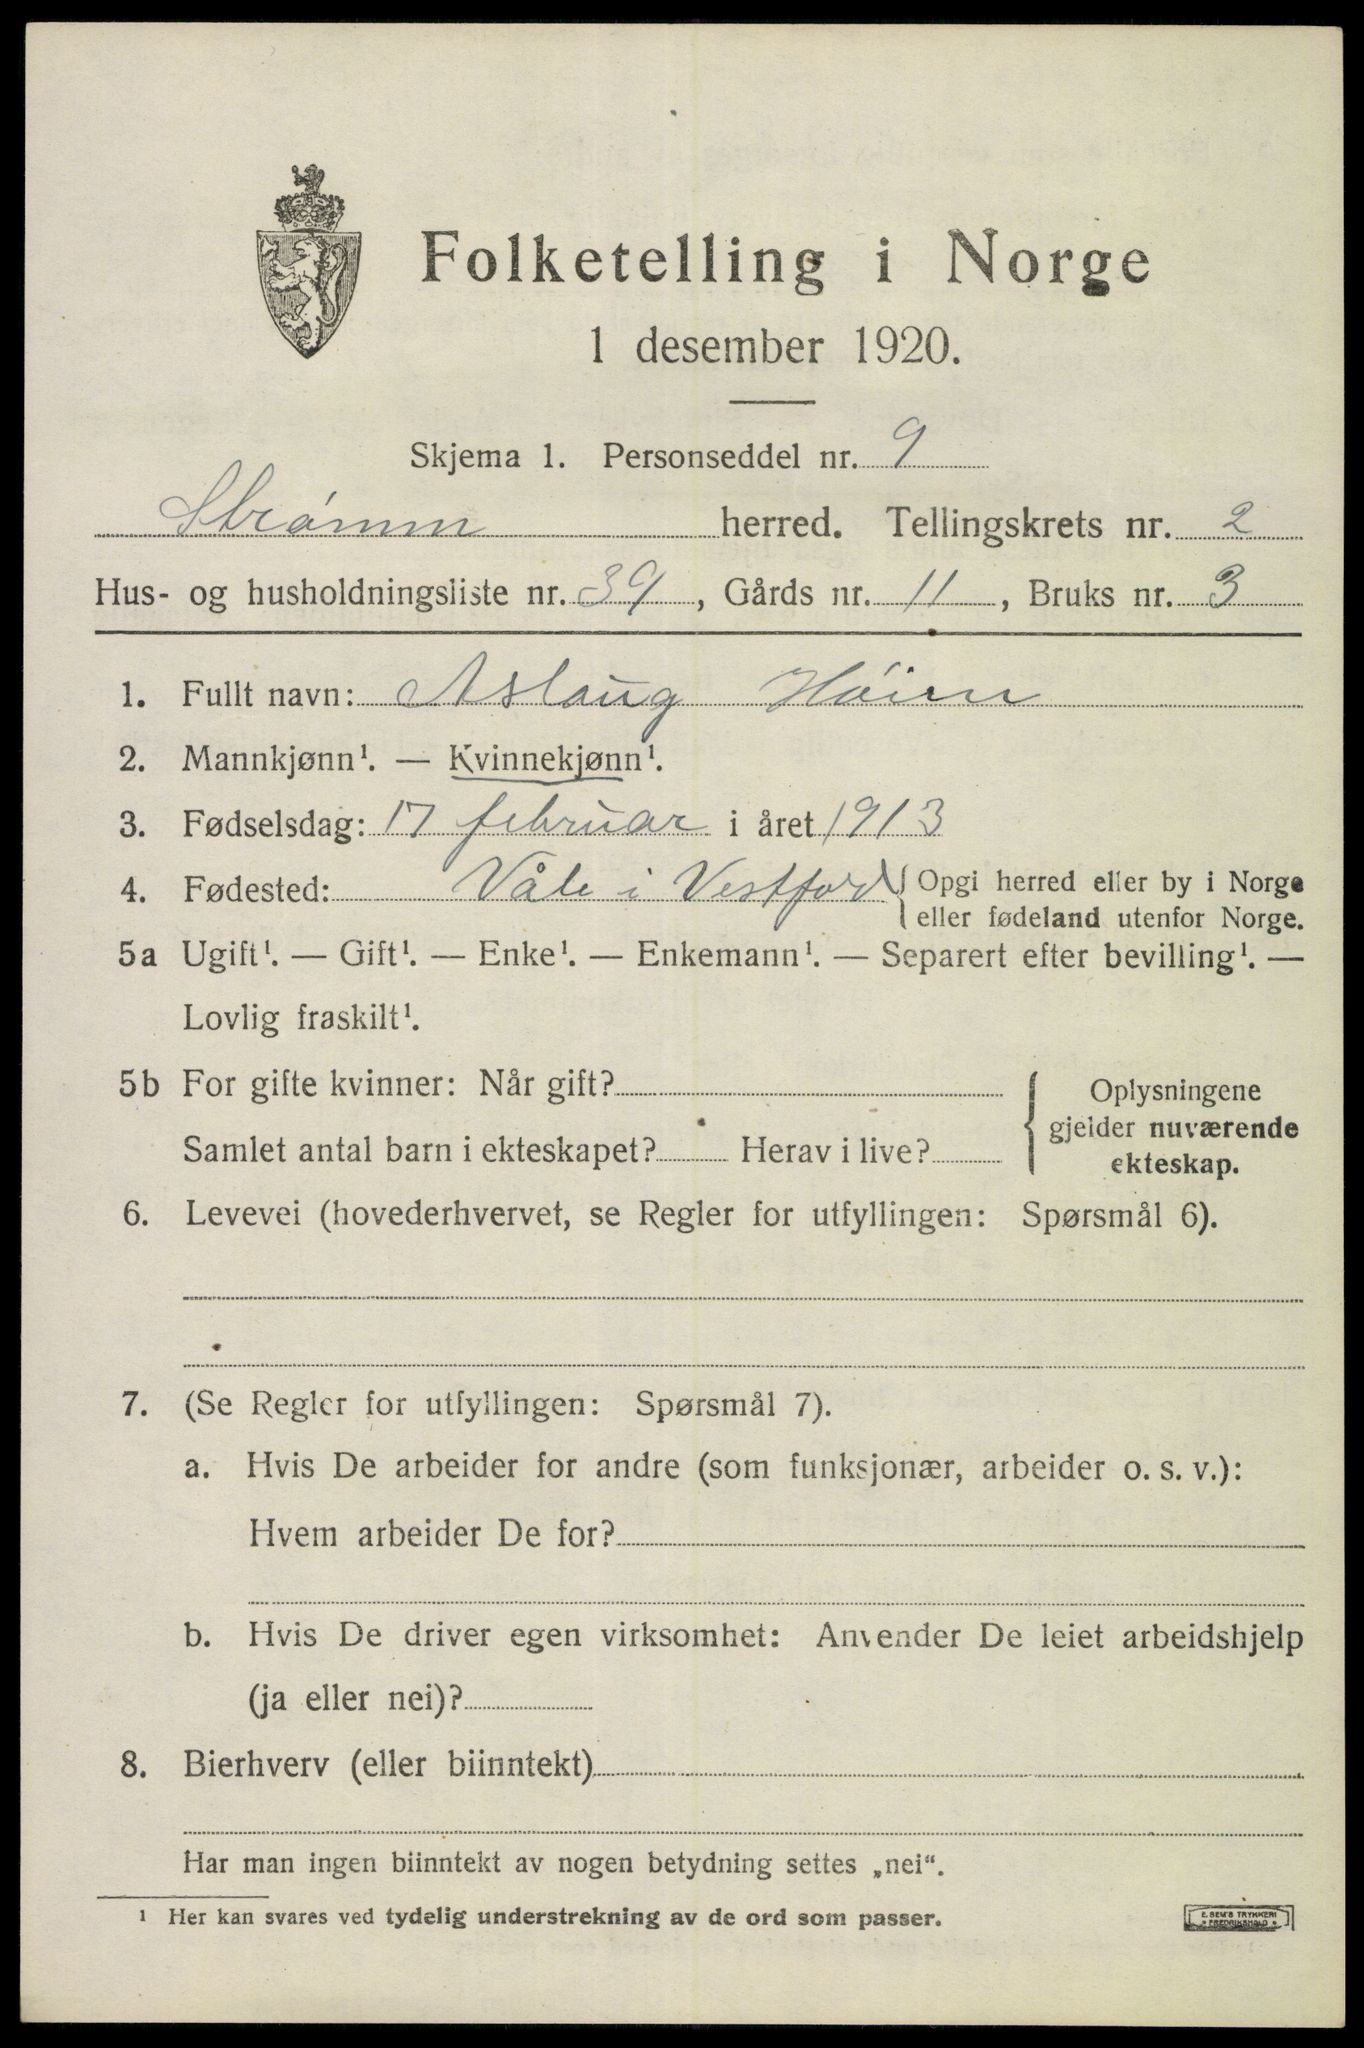 Folketelling i Norge
1 desember 1920.
Skjema 1. Personseddel nr. 9
Strømm herred. Tellingskrets nr. 2
Hus- og husholdningsliste nr. 39, Gårds nr. 11, Bruks nr. 3
1. Fullt navn: Aslaug Höien
2. Mannkjønn¹. — Kvinnekjønn¹.
3. Fødselsdag: 17 februar i året 1913
4. Fødested: Våle i Vestfold { Opgi herred eller by i Norge
eller fødeland utenfor Norge.
5a Ugift¹. — Gift¹. — Enke¹. — Enkemann¹. — Separert efter bevilling¹. —
Lovlig fraskilt¹.
5b For gifte kvinner: Når gift? { Oplysningene
gjelder nuværende
Samlet antal barn i ekteskapet? Herav i live? ekteskap.
6. Levevei (hovederhvervet, se Regler for utfyllingen: Spørsmål 6).
7. (Se Regler for utfyllingen: Spørsmål 7).
a. Hvis De arbeider for andre (som funksjonær, arbeider o. s. v.):
Hvem arbeider De for?
b. Hvis De driver egen virksomhet: Anvender De leiet arbeidshjelp
(ja eller nei)?
8. Bierhverv (eller biinntekt)
Har man ingen biinntekt av nogen betydning settes „nei“.
¹ Her kan svares ved tydelig understrekning av de ord som passer.
E. SEM'S TRYKKERI
• FREDRIKSHALD •